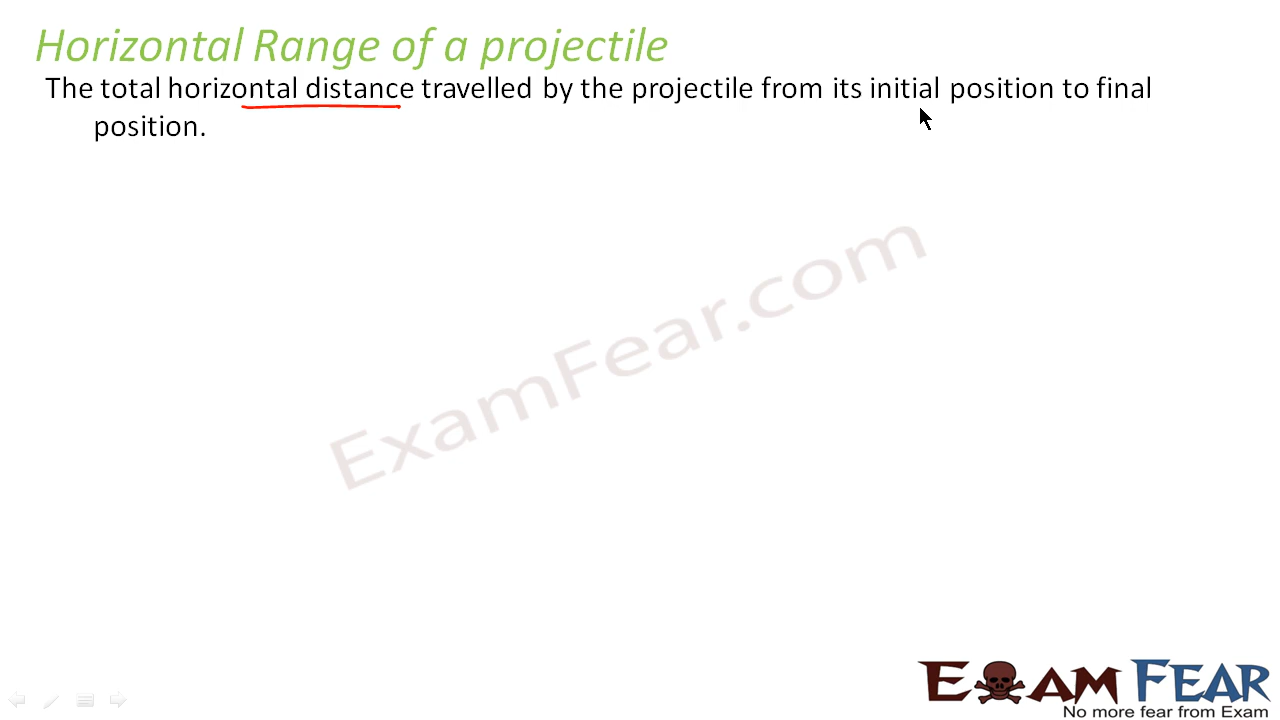 Horizontal Range of a projectile
The total horizontal distance travelled by the projectile from its initial position to final
position.
ExamFear.com
EXAM FEAR
No more fear from Exam